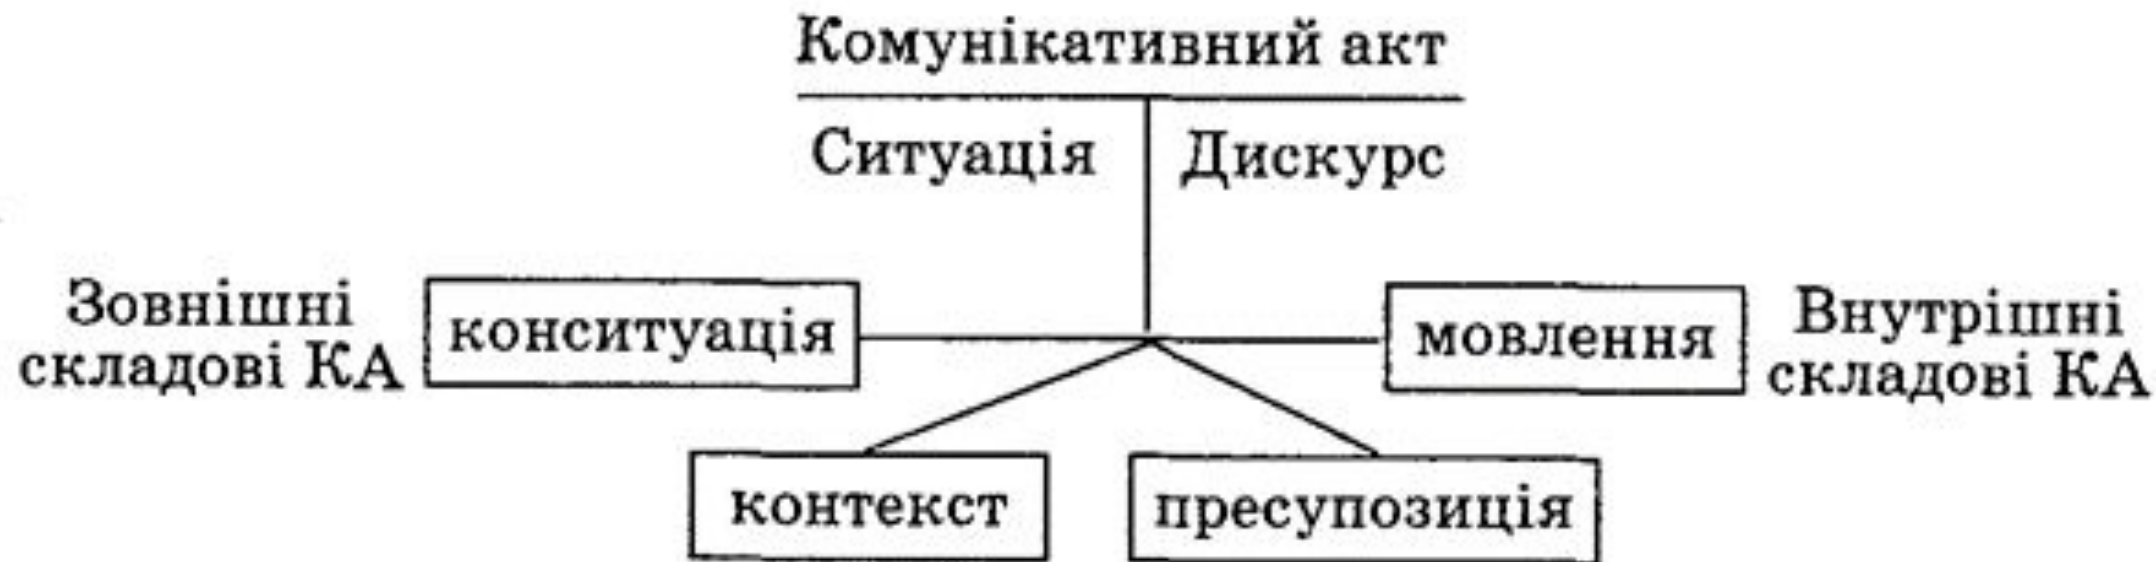 Комунікативний акт
Ситуація Дискурс
Зовнішні
складові КА
конситуація
мовлення
Внутрішні
складові КА
контекст
пресупозиція